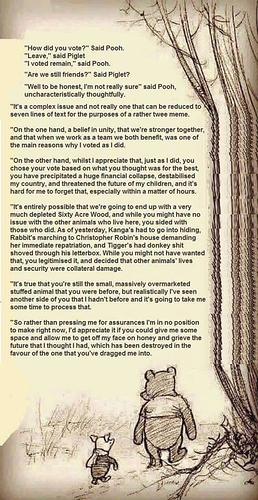 "How did you vote?" Said Pooh.
"Leave," said Piglet
"I voted remain," said Pooh.
"Are we still friends?" Said Piglet?
"Well to be honest, I'm not really sure" said Pooh,
uncharacteristically thoughtfully.
"It's a complex issue and not really one that can be reduced to
seven lines of text for the purposes of a rather twee meme.
"On the one hand, a belief in unity, that we're stronger together,
and that when we work as a team we both benefit, was one of
the main reasons why I voted as I did.
"On the other hand, whilst I appreciate that, just as I did, you
chose your vote based on what you thought was for the best,
you have precipitated a huge financial collapse, destabilised
my country, and threatened the future of my children, and it's
hard for me to forget that, especially within a matter of hours.
"It's entirely possible that we're going to end up with a very
much depleted Sixty Acre Wood, and while you might have no
issue with the other animals who live here, you sided with
those who did. As of yesterday, Kanga's had to go into hiding,
Rabbit's marching to Christopher Robin's house demanding
her immediate repatriation, and Tigger's had donkey shit
shoved through his letterbox. While you might not have wanted
that, you legitimised it, and decided that other animals' lives
and security were collateral damage.
"It's true that you're still the small, massively overmarketed
stuffed animal that you were before, but realistically I've seen
another side of you that I hadn't before and it's going to take me
some time to process that.
"So rather than pressing me for assurances I'm in no position
to make right now, I'd appreciate it if you could give me some
space and allow me to get off my face on honey and grieve the
future that I thought I had, which has been destroyed in the
favour of the one that you've dragged me into.